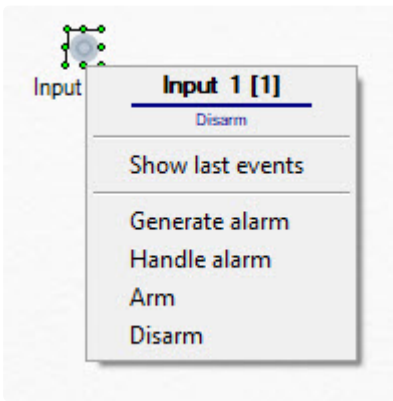 Input
Input 1 [1]
Disarm
Show last events
Generate alarm
Handle alarm
Arm
Disarm